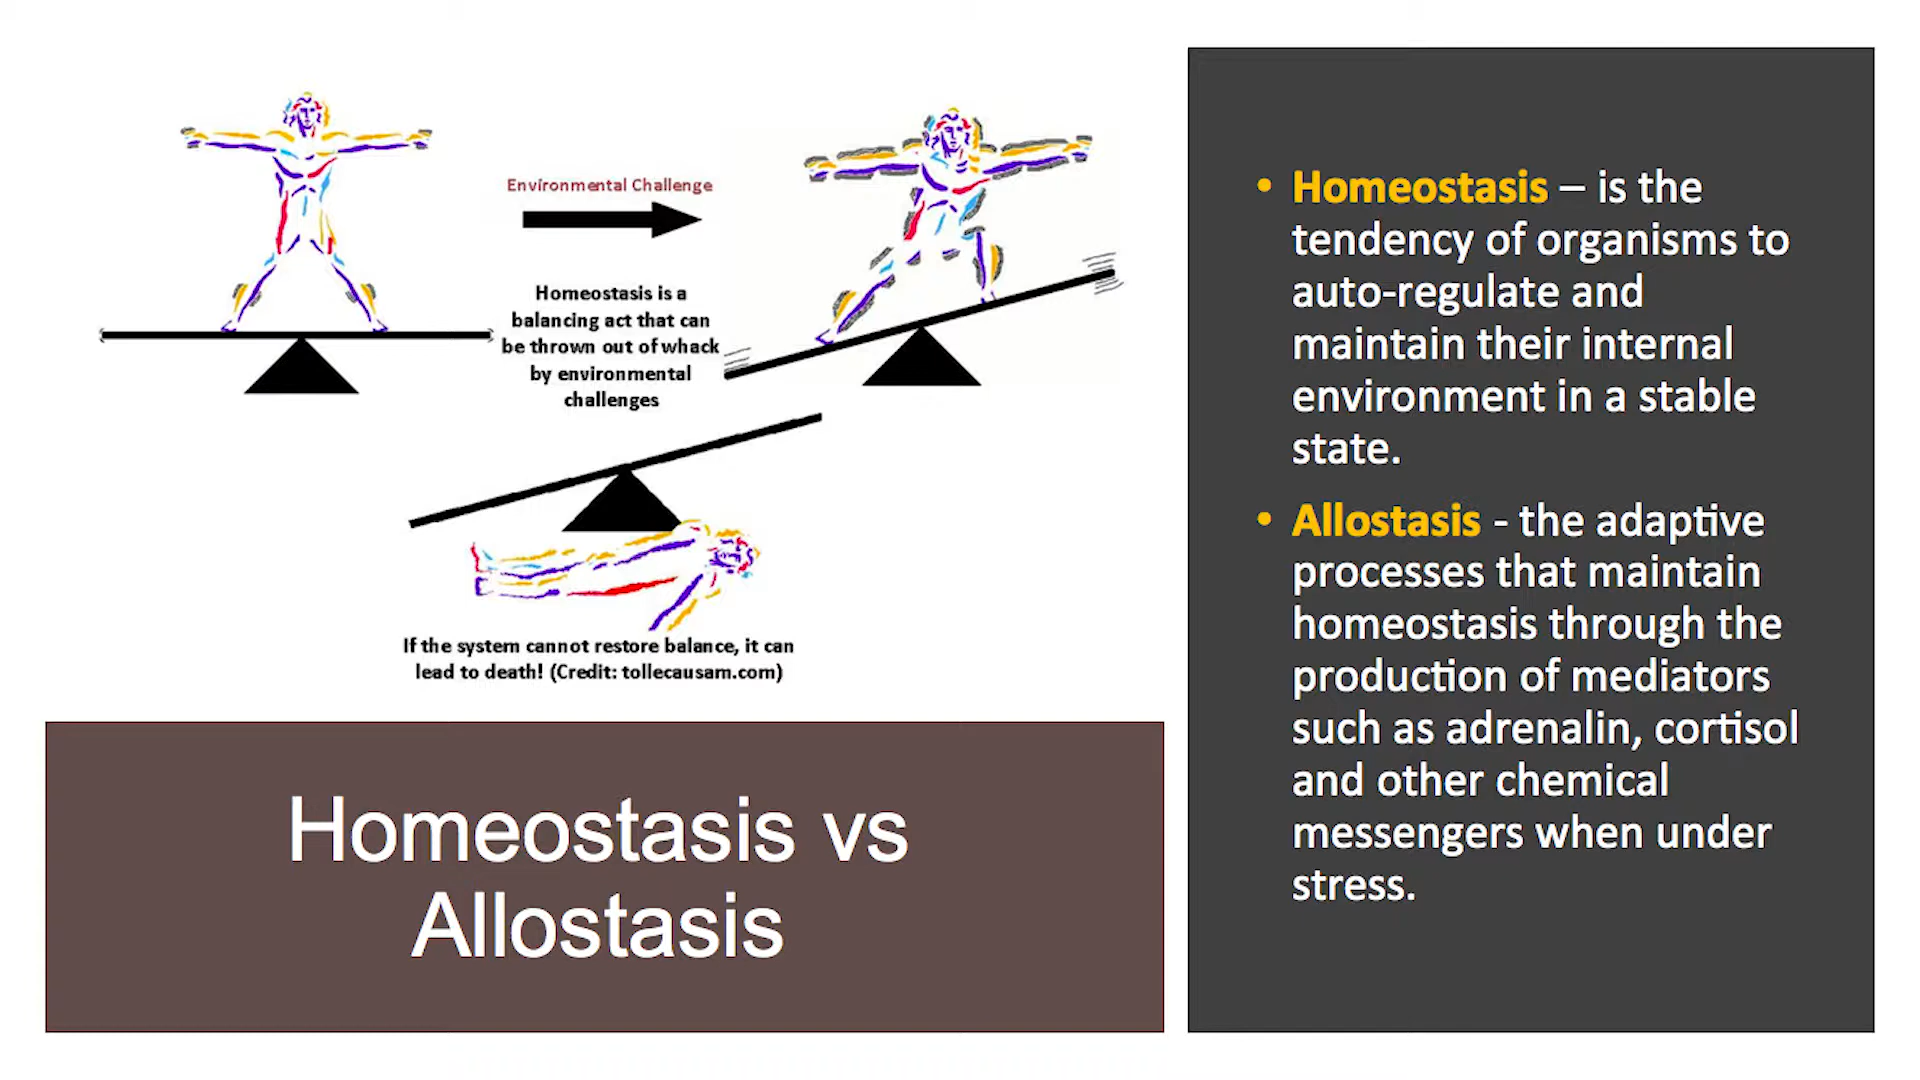 Environmental Challenge
Homeostasis is a
balancing act that can
be thrown out of whack
by environmental
challenges
If the system cannot restore balance, it can
lead to death! (Credit: tollecausam.com)
Homeostasis vs
Allostasis
• Homeostasis – is the
tendency of organisms to
auto-regulate and
maintain their internal
environment in a stable
state.
• Allostasis - the adaptive
processes that maintain
homeostasis through the
production of mediators
such as adrenalin, cortisol
and other chemical
messengers when under
stress.